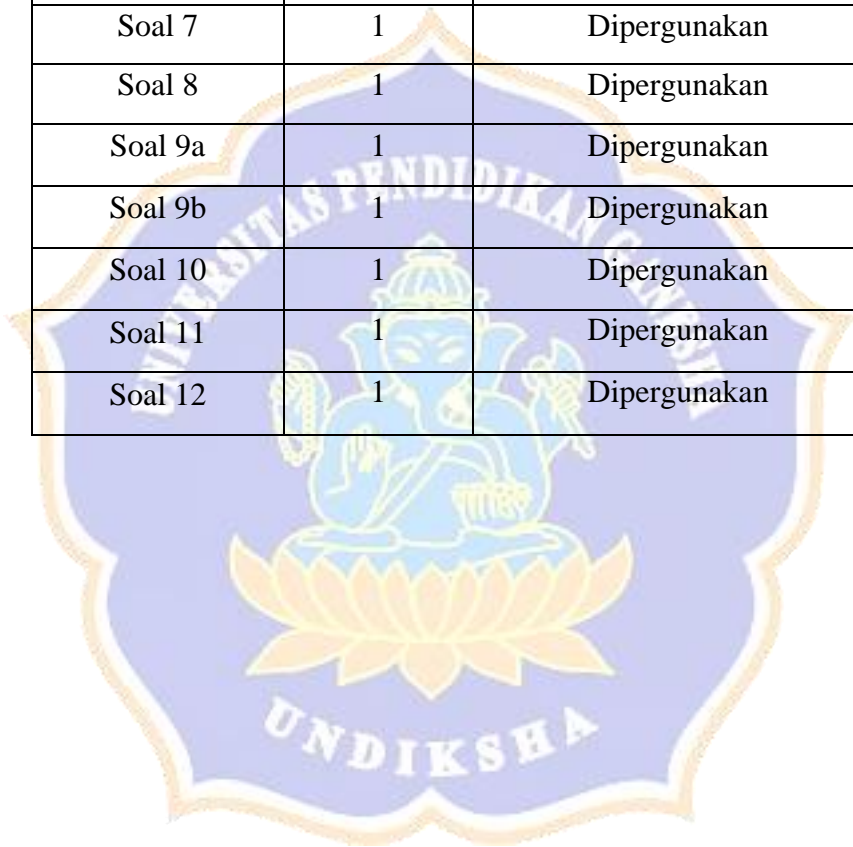 Soal 7 1 Dipergunakan
Soal 8 1 Dipergunakan
Soal 9a 1 Dipergunakan
Soal 9b 1 Dipergunakan
Soal 10 1 Dipergunakan
Soal 11 1 Dipergunakan
Soal 12 1 Dipergunakan
UNIVERSITAS PENDIDIKAN GANESHA
UNDIKSHA